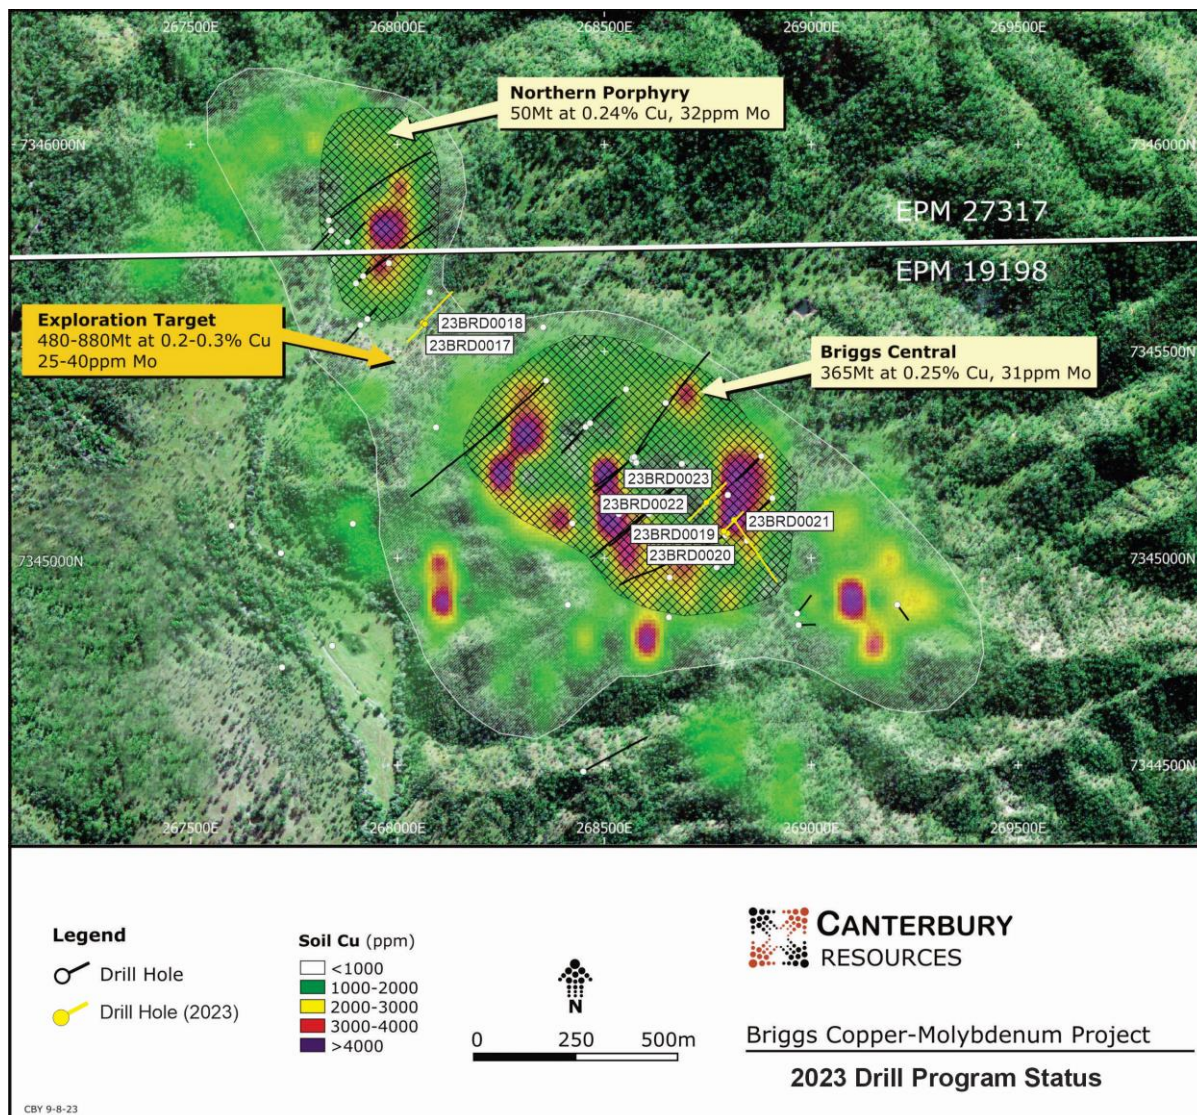 267500E 268000E 268500E 269000E 269500E
Northern Porphyry
50Mt at 0.24% Cu, 32ppm Mo
7346000N 7346000N
EPM 27317
EPM 19198
Exploration Target
480-880Mt at 0.2-0.3% Cu
25-40ppm Mo
23BRD0018
23BRD0017
Briggs Central
365Mt at 0.25% Cu, 31ppm Mo
7345500N
23BRD0023
23BRD0022
23BRD0019
23BRD0021
23BRD0020
7345000N 7345000N
7344500N 7344500N
267500E 268000E 268500E 269000E 269500E
Legend
Drill Hole
Drill Hole (2023)
Soil Cu (ppm)
<1000
1000-2000
2000-3000
3000-4000
>4000
N
0 250 500m
CANTERBURY
RESOURCES
Briggs Copper-Molybdenum Project
2023 Drill Program Status
CBY 9-8-23